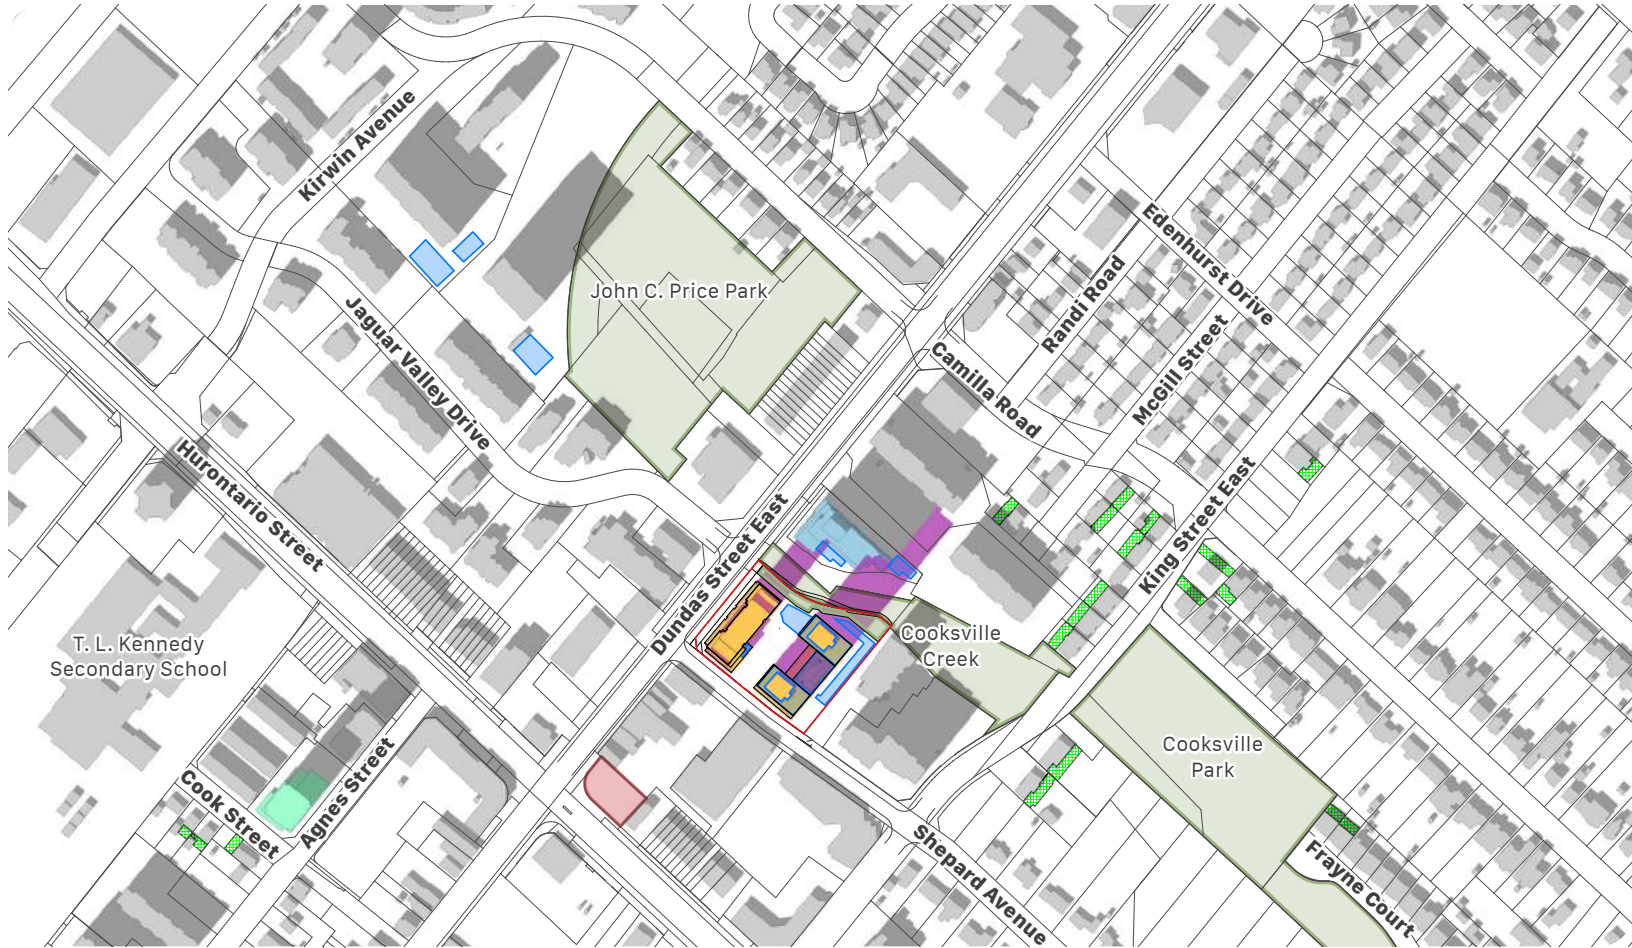 Kirwin Avenue
Edenhurst Drive
Randi Road
John C. Price Park
Jaguar Valley Drive
Camilla Road
McGill Street
Hurontario Street
Dundas Street East
King Street East
T. L. Kennedy
Secondary School
Cooksville
Creek
Cooksville
Park
Cook Street
Agnes Street
Shepard Avenue
Frayne Court